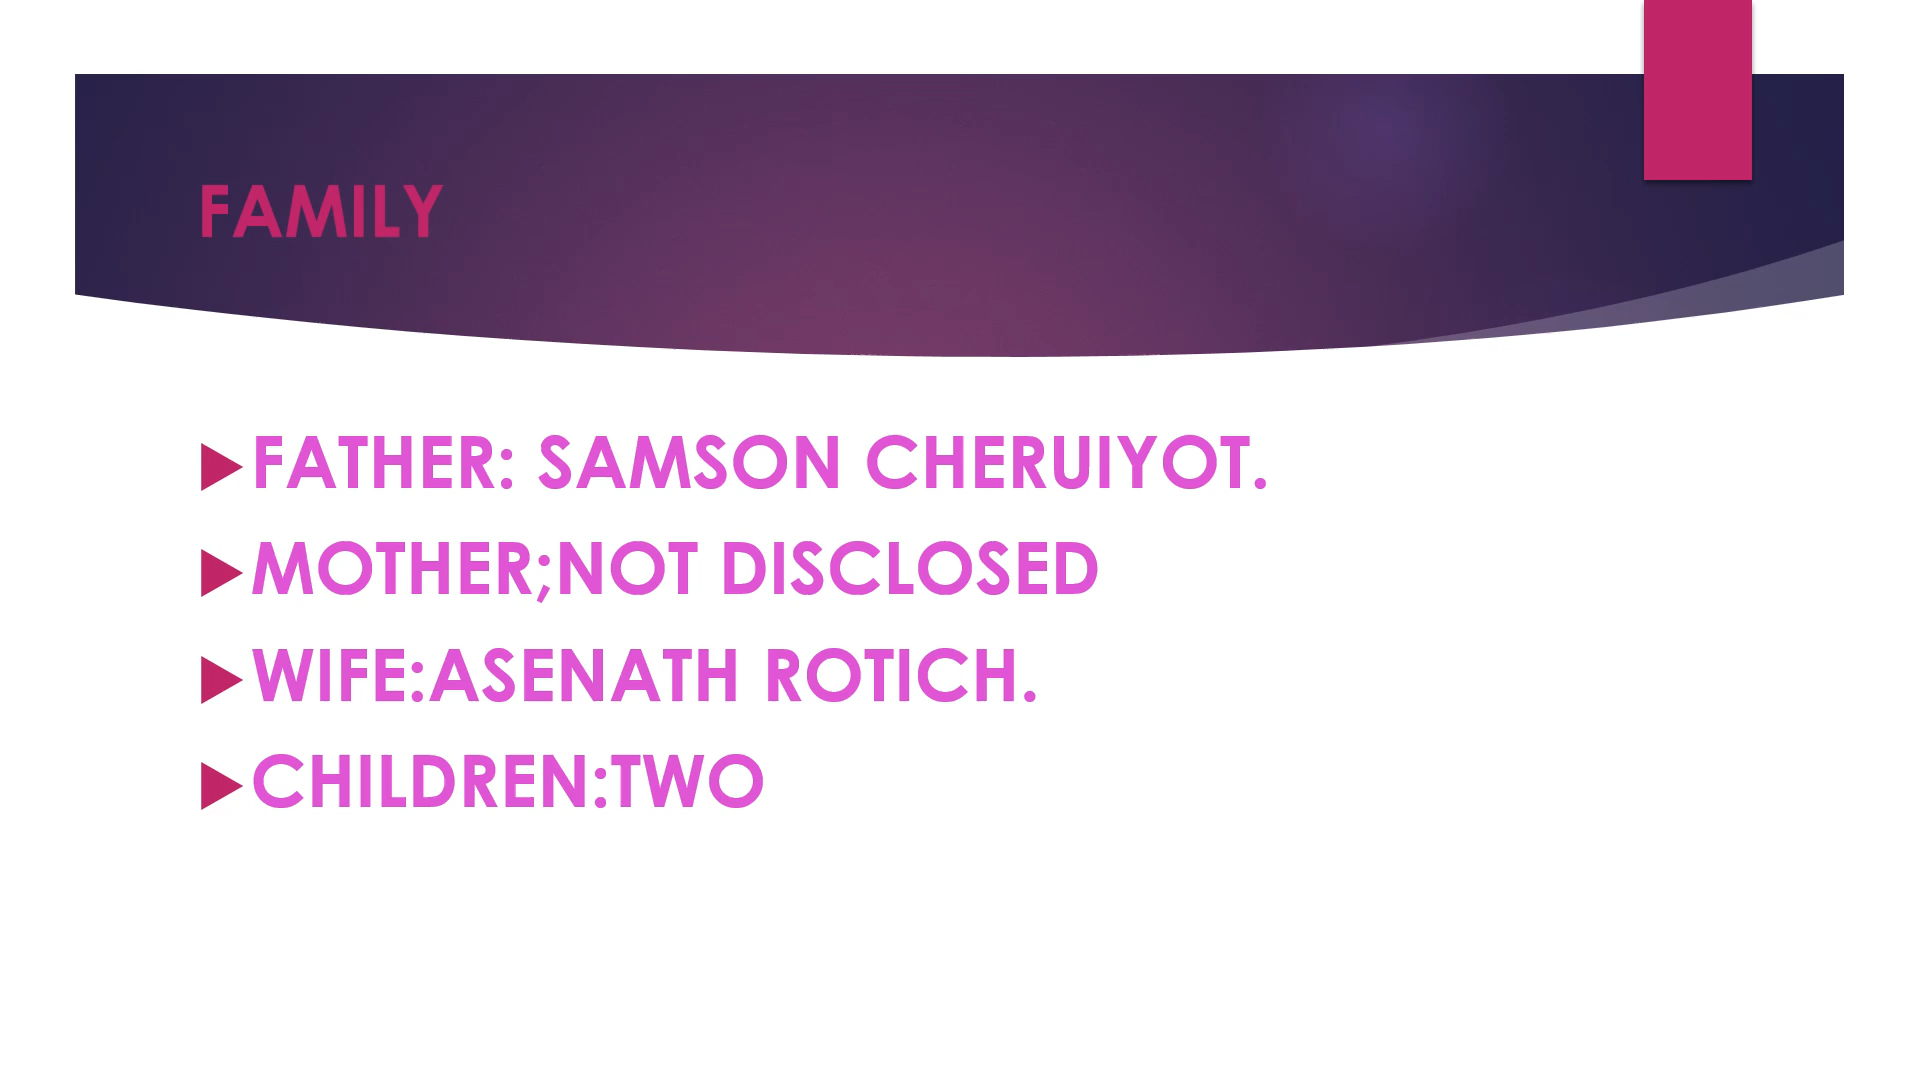 FAMILY
FATHER: SAMSON CHERUIYOT.
MOTHER;NOT DISCLOSED
WIFE:ASENATH ROTICH.
CHILDREN:TWO